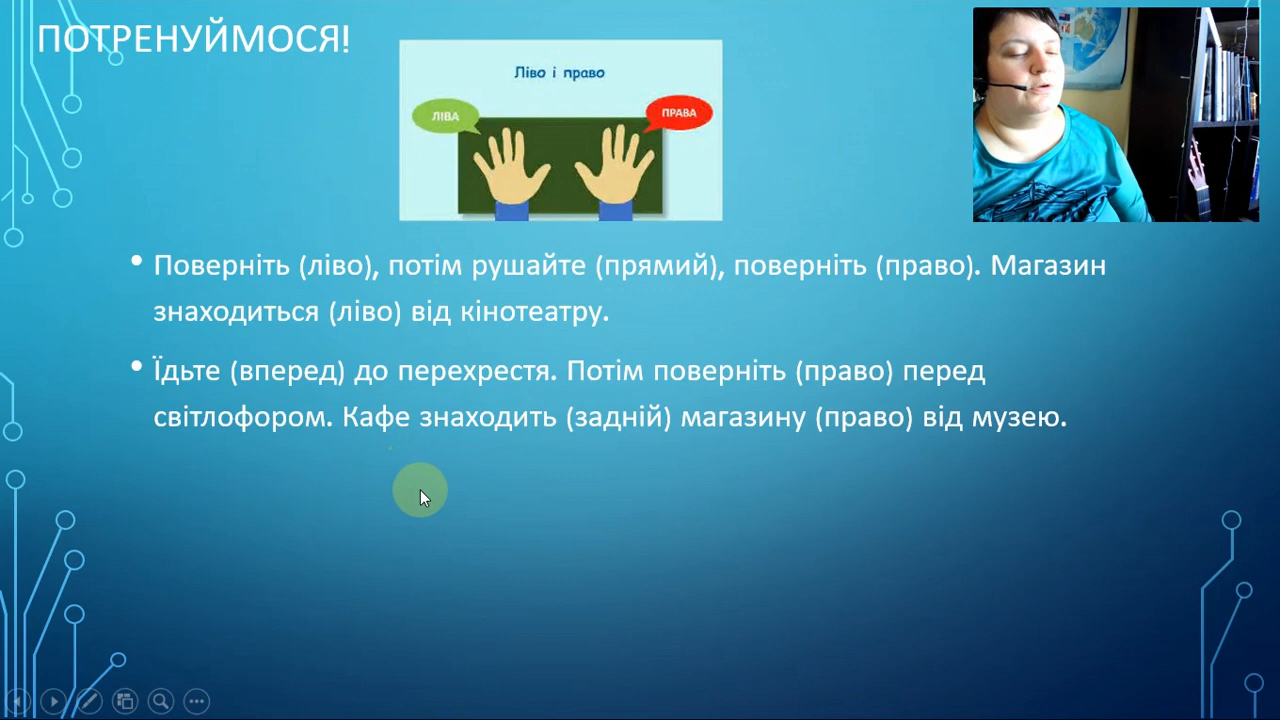 ПОТРЕНУЙМОСЯ!
Ліво і право
ЛІВА
ПРАВА
• Поверніть (ліво), потім рушайте (прямий), поверніть (право). Магазин
знаходиться (ліво) від кінотеатру.
• Їдьте (вперед) до перехрестя. Потім поверніть (право) перед
світлофором. Кафе знаходить (задній) магазину (право) від музею.